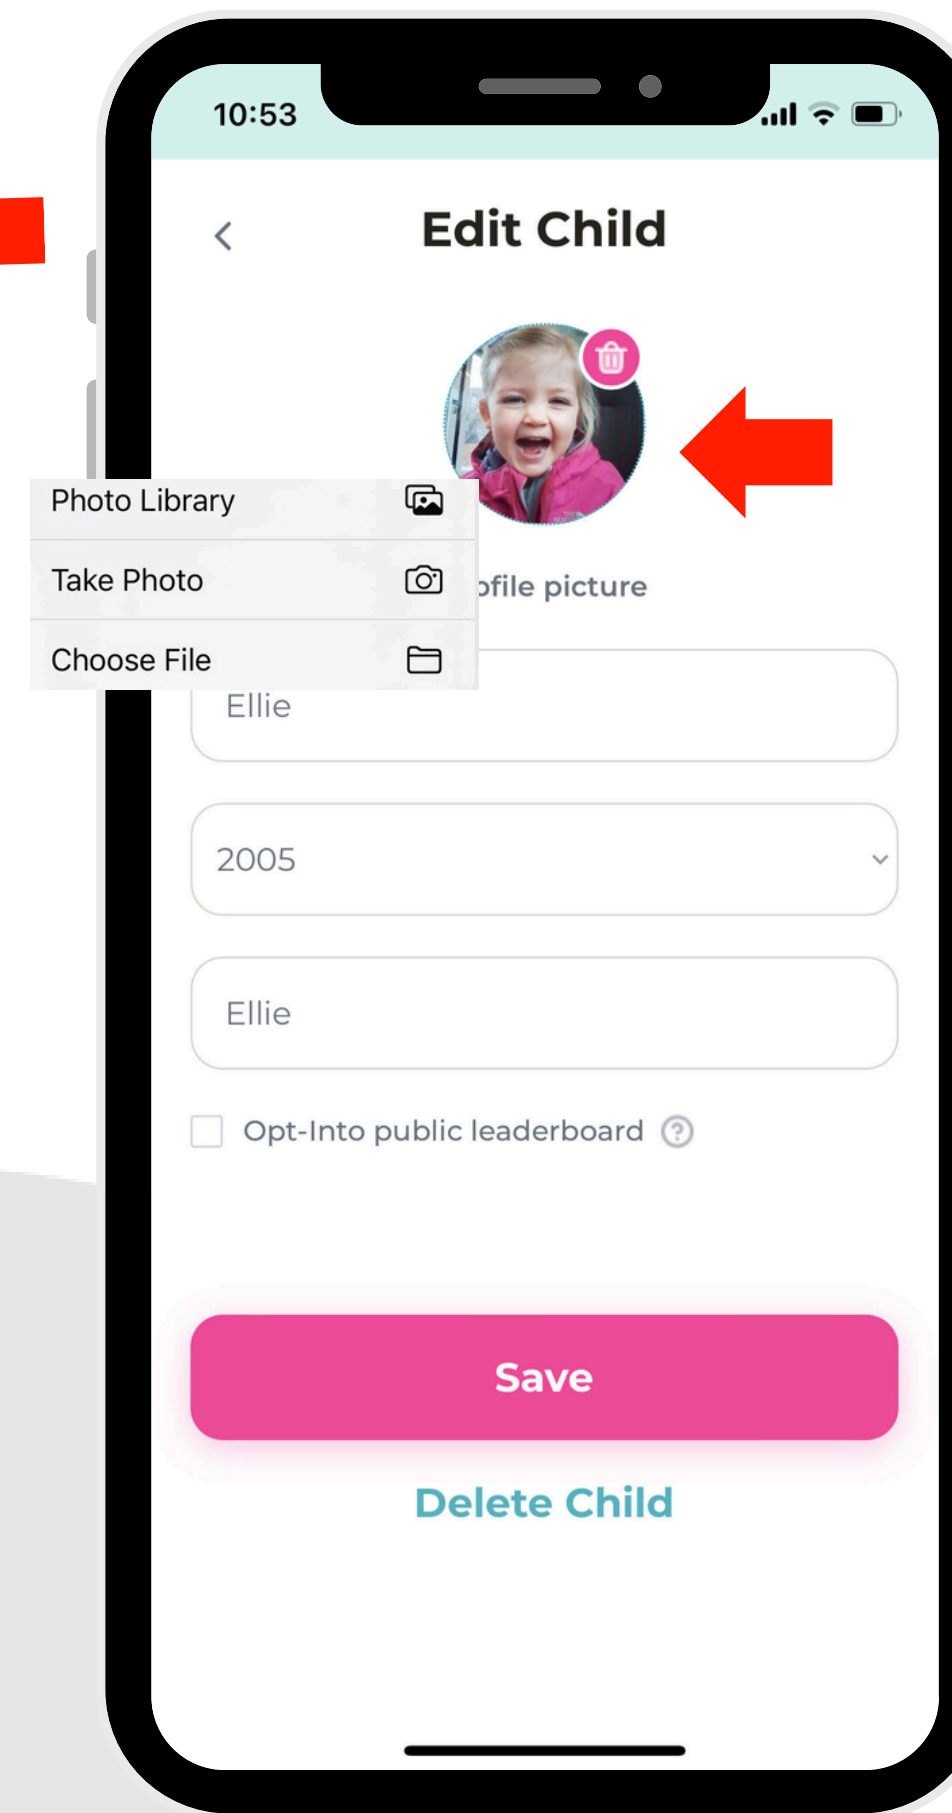 10:53
Edit Child
Photo Library
Take Photo
Choose File
ofile picture
Ellie
2005
Ellie
Opt-Into public leaderboard ?
Save
Delete Child